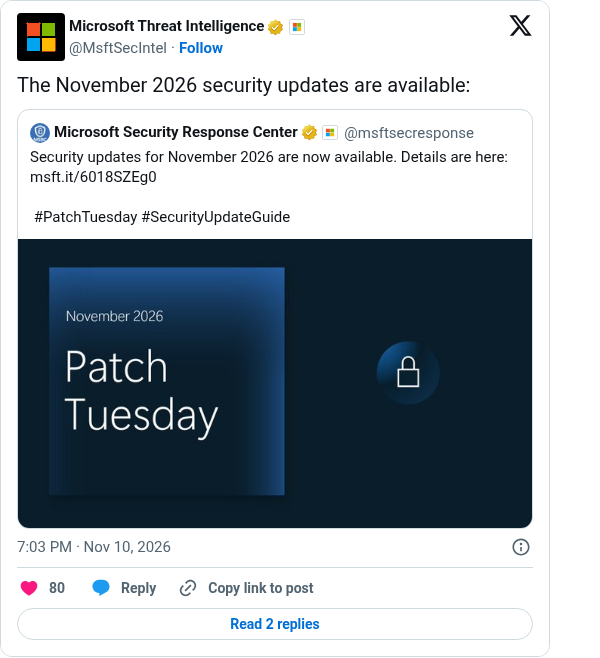 Microsoft Threat Intelligence
@MsftSecIntel · Follow
The November 2026 security updates are available:
Microsoft Security Response Center @msftsecresponse
Security updates for November 2026 are now available. Details are here:
msft.it/6018SZEg0
#PatchTuesday #SecurityUpdateGuide
November 2026
Patch
Tuesday
7:03 PM · Nov 10, 2026
80 Reply Copy link to post
Read 2 replies